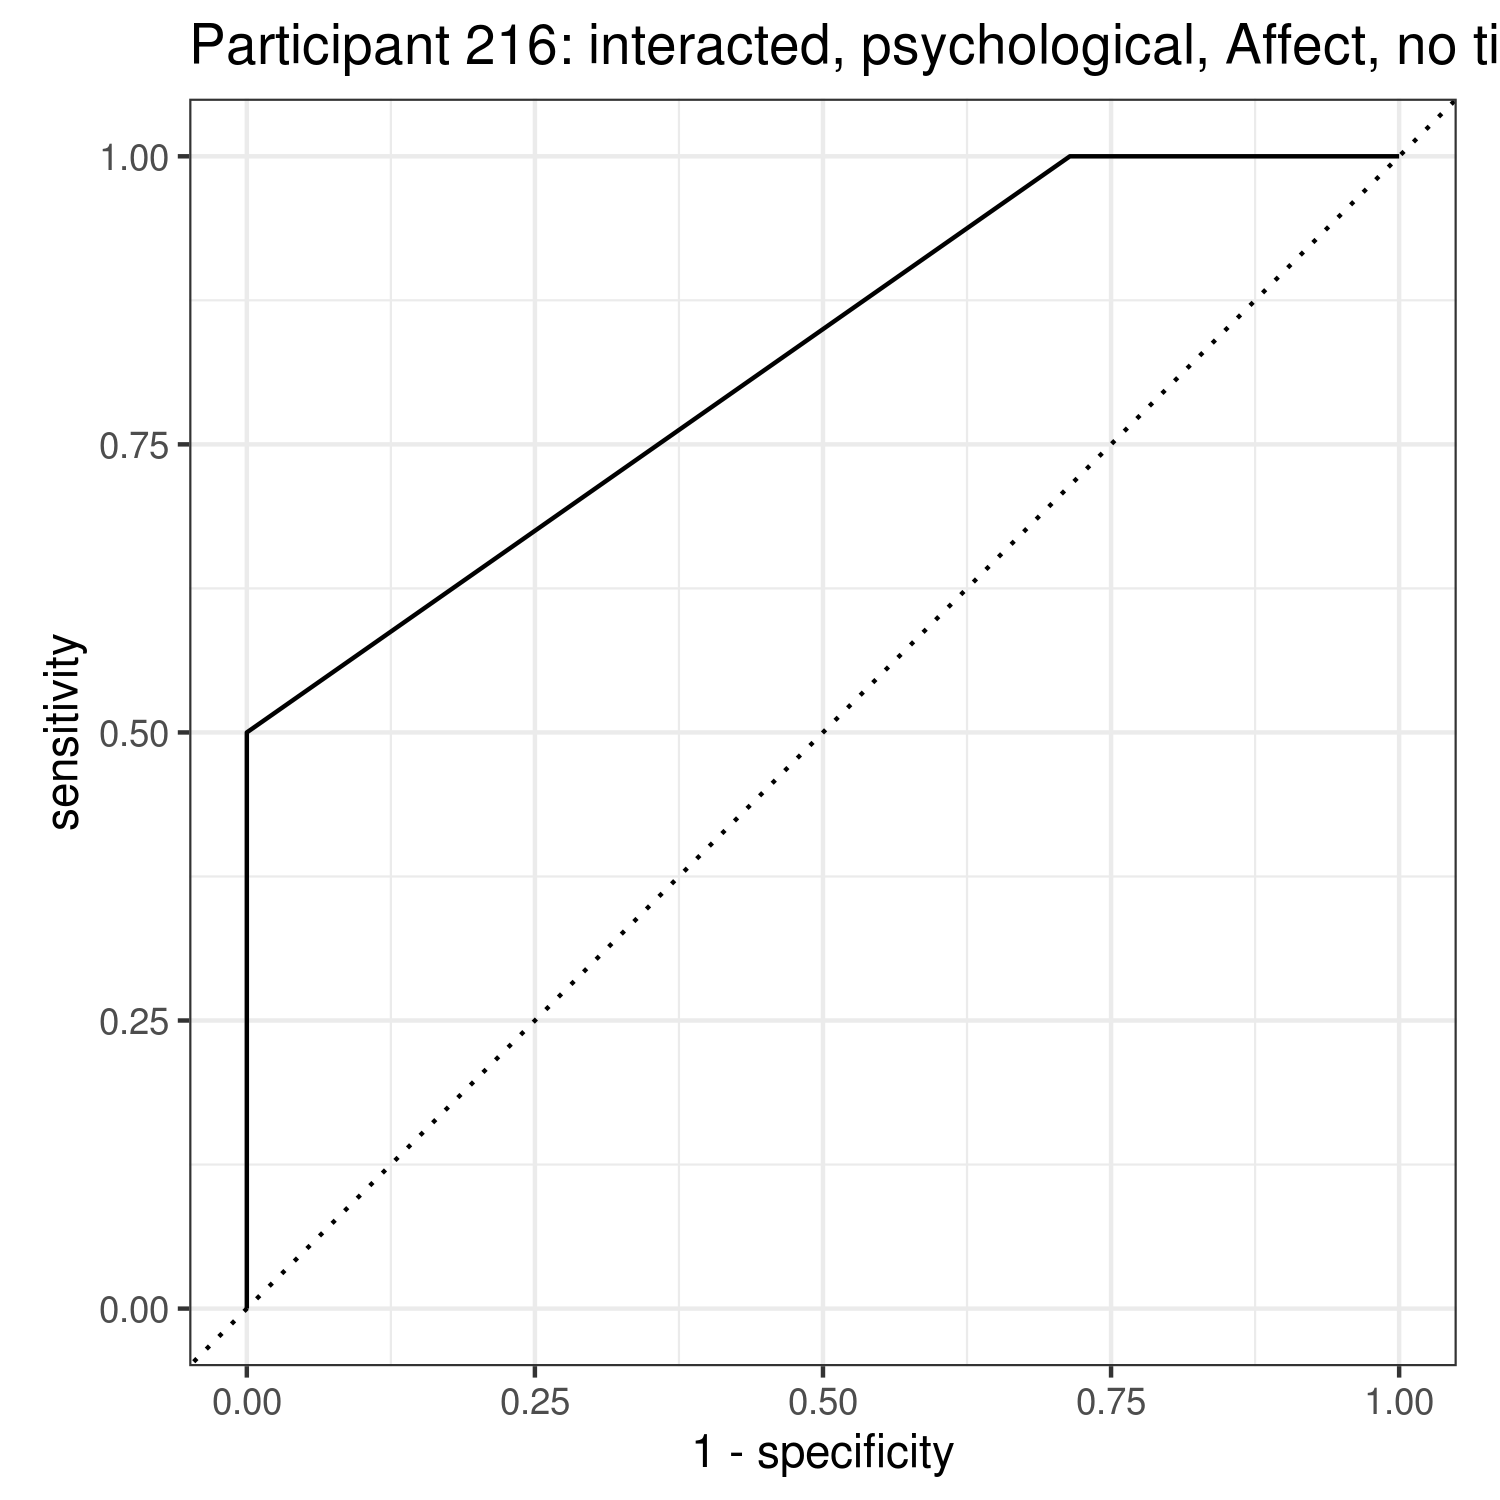 Participant 216: interacted, psychological, Affect, no ti
1.00
0.75
0.50
0.25
0.00
sensitivity
0.00 0.25 0.50 0.75 1.00
1 - specificity